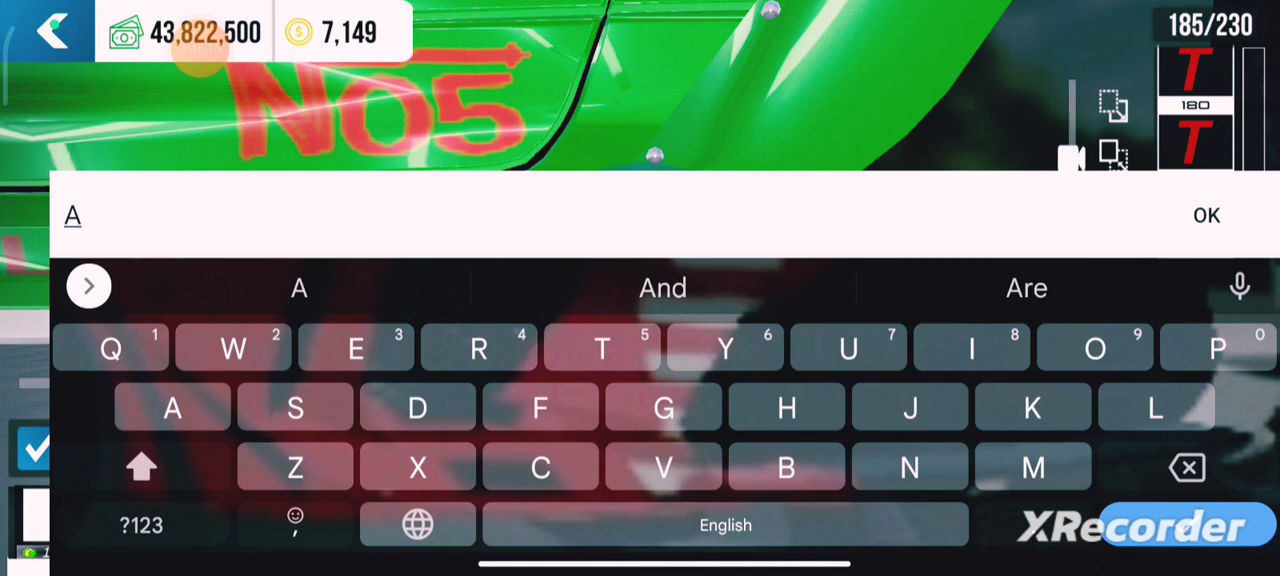 43,822,500 7,149 185/230
NO5
T
180
T
A OK
A And Are
Q 1 W 2 E 3 R 4 T 5 Y 6 U 7 I 8 O 9 P 0
A S D F G H J K L
Z X C V B N M
?123 , English
XRecorder